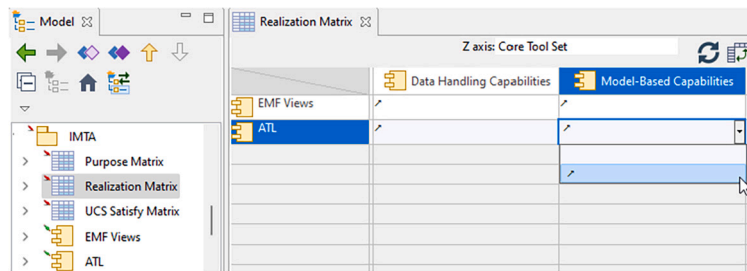 Model
Realization Matrix
Z axis: Core Tool Set
Data Handling Capabilities
Model-Based Capabilities
EMF Views
ATL
IMTA
Purpose Matrix
Realization Matrix
UCS Satisfy Matrix
EMF Views
ATL